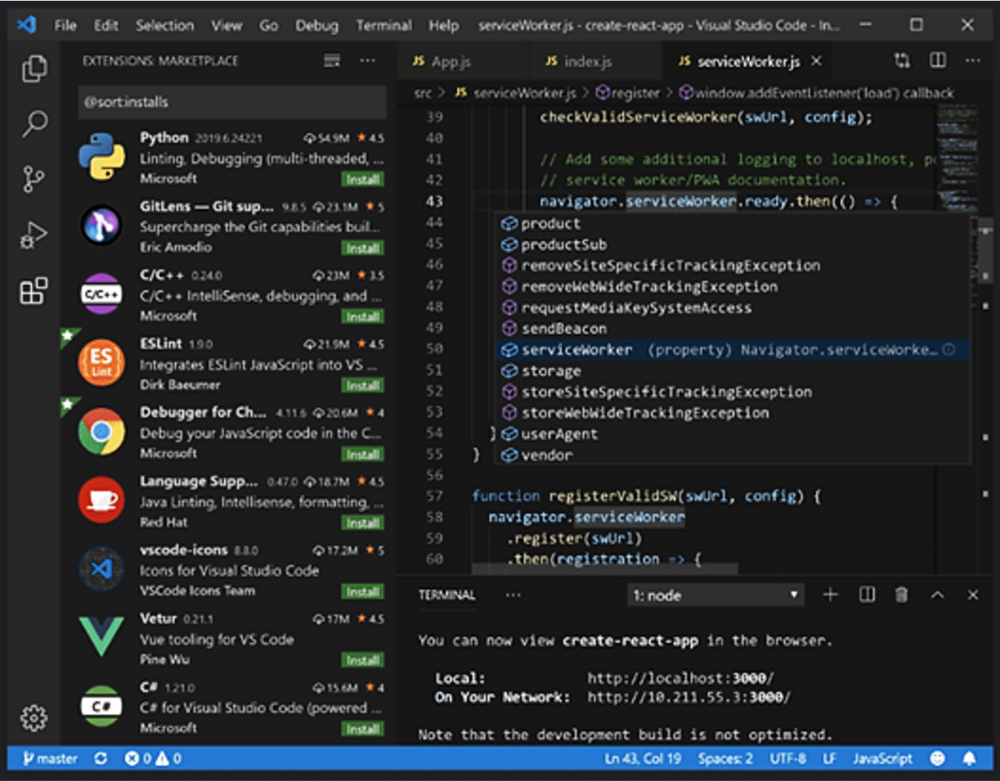 File Edit Selection View Go Debug Terminal Help serviceWorker.js - create-react-app - Visual Studio Code - In...
EXTENSIONS: MARKETPLACE
@sort:installs
Python 2019.6.24221 54.9M 4.5
Linting, Debugging (multi-threaded, ...
Microsoft Install
GitLens — Git sup... 9.8.5 23.1M 5
Supercharge the Git capabilities buil...
Eric Amodio Install
C/C++ 0.24.0 23M 3.5
C/C++ IntelliSense, debugging, and ...
Microsoft Install
C/C++
ESLint 1.9.0 21.9M 4.5
Integrates ESLint JavaScript into VS ...
Dirk Baeumer Install
ES
Lint
Debugger for Ch... 4.11.6 20.6M 4
Debug your JavaScript code in the C...
Microsoft Install
Language Supp... 0.47.0 18.7M 4.5
Java Linting, Intellisense, formatting, ...
Red Hat Install
vscode-icons 8.8.0 17.2M 5
Icons for Visual Studio Code
VSCode Icons Team Install
Vetur 0.21.1 17M 4.5
Vue tooling for VS Code
Pine Wu Install
C# 1.21.0 15.6M 4
C# for Visual Studio Code (powered ...
Microsoft Install
C#
JS App.js JS index.js JS serviceWorker.js
src > JS serviceWorker.js > register > window.addEventListener('load') callback
39 checkValidServiceWorker(swUrl, config);
40
41 // Add some additional logging to localhost, p
42 // service worker/PWA documentation.
43 navigator.serviceWorker.ready.then(() => {
44 product
45 productSub
46 removeSiteSpecificTrackingException
47 removeWebWideTrackingException
48 requestMediaKeySystemAccess
49 sendBeacon
50 serviceWorker (property) Navigator.serviceWorke...
51 storage
52 storeSiteSpecificTrackingException
53 storeWebWideTrackingException
54 } userAgent
55 } vendor
56
57 function registerValidSW(swUrl, config) {
58 navigator.serviceWorker
59 .register(swUrl)
60 .then(registration => {
TERMINAL ... 1: node
You can now view create-react-app in the browser.
Local: http://localhost:3000/
On Your Network: http://10.211.55.3:3000/
Note that the development build is not optimized.
master 0 0 Ln 43, Col 19 Spaces: 2 UTF-8 LF JavaScript